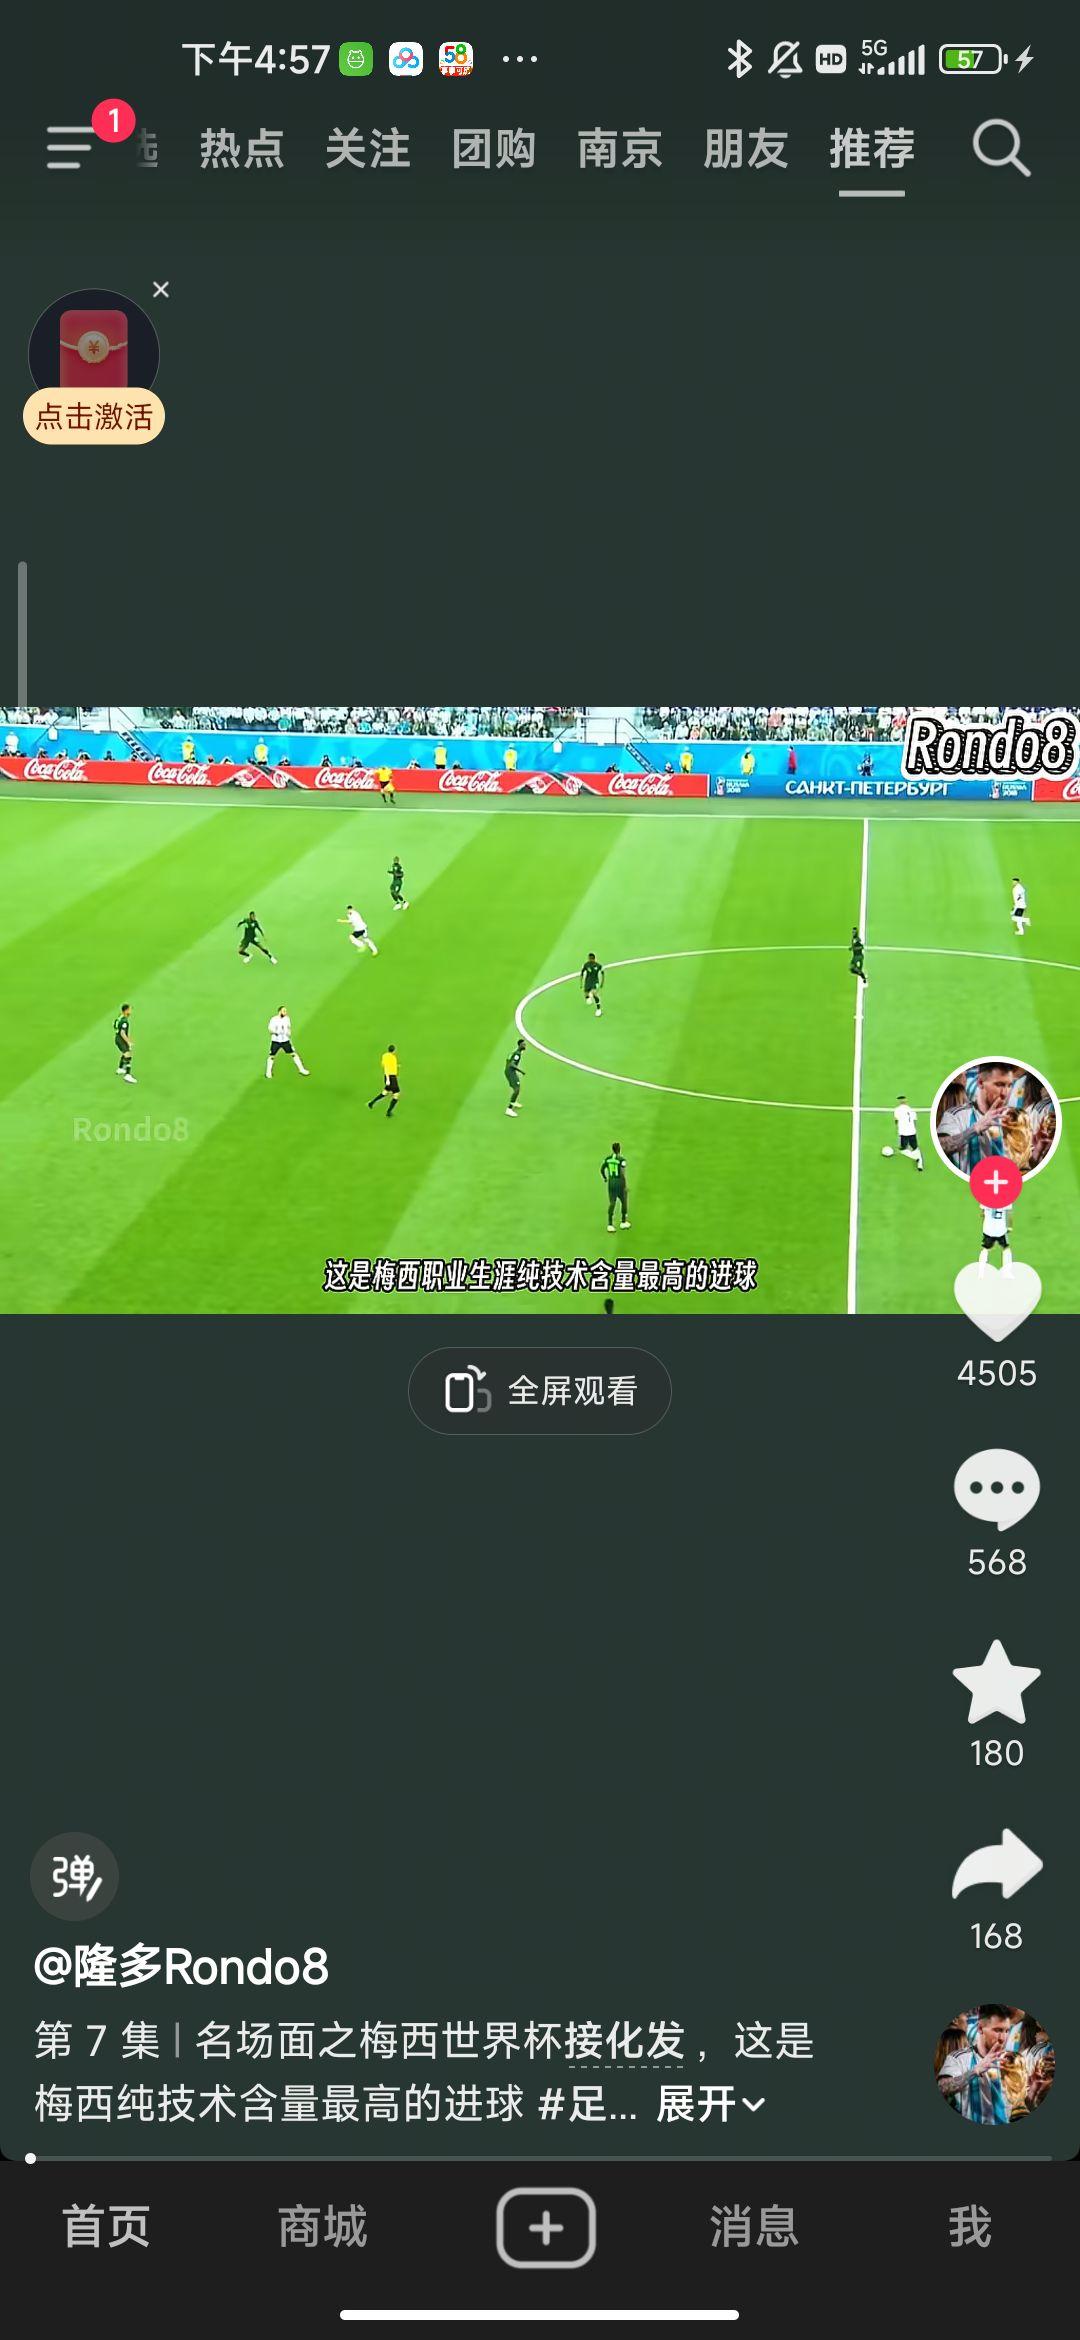 下午4:57
58
HD
5G
57
1
选 热点 关注 团购 南京 朋友 推荐
点击激活
Rondo8
Coca-Cola Coca-Cola Coca-Cola Coca-Cola Coca-Cola
САНКТ-ПЕТЕРБУРГ
Rondo8
这是梅西职业生涯纯技术含量最高的进球
4505
全屏观看
568
180
168
弹
@隆多Rondo8
第 7 集 | 名场面之梅西世界杯接化发，这是
梅西纯技术含量最高的进球 #足... 展开
首页 商城 消息 我